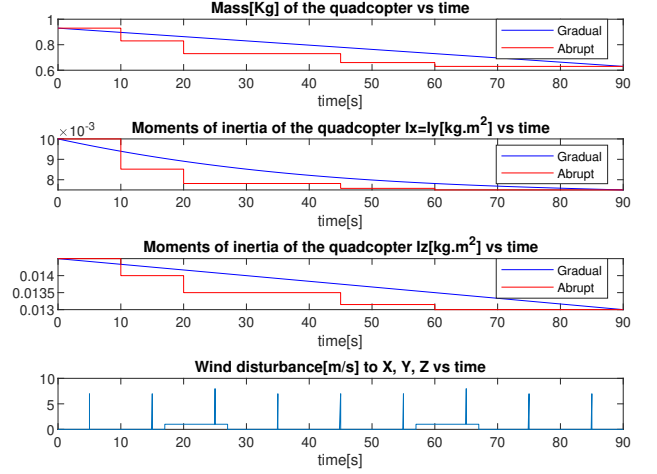 Mass[Kg] of the quadcopter vs time
1
0.8
0.6
Gradual
Abrupt
0 10 20 30 40 50 60 70 80 90
time[s]
×10⁻³
Moments of inertia of the quadcopter Ix=Iy[kg.m²] vs time
10
8
Gradual
Abrupt
0 10 20 30 40 50 60 70 80 90
time[s]
Moments of inertia of the quadcopter Iz[kg.m²] vs time
0.014
0.0135
0.013
Gradual
Abrupt
0 10 20 30 40 50 60 70 80 90
time[s]
Wind disturbance[m/s] to X, Y, Z vs time
10
5
0
0 10 20 30 40 50 60 70 80 90
time[s]